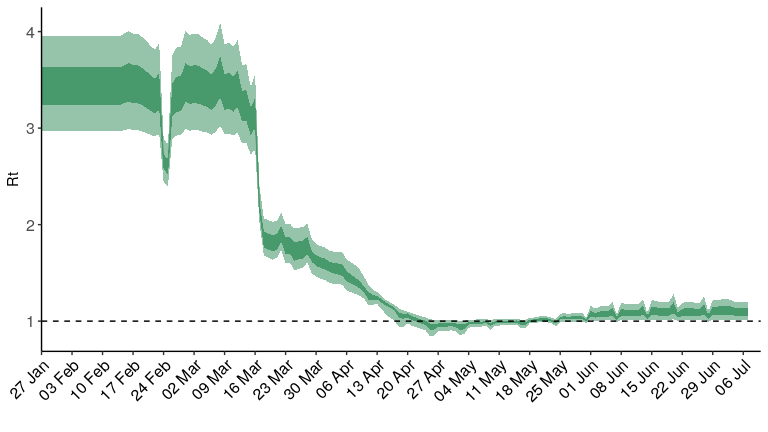 4
3
2
1
Rt
27 Jan
03 Feb
10 Feb
17 Feb
24 Feb
02 Mar
09 Mar
16 Mar
23 Mar
30 Mar
06 Apr
13 Apr
20 Apr
27 Apr
04 May
11 May
18 May
25 May
01 Jun
08 Jun
15 Jun
22 Jun
29 Jun
06 Jul